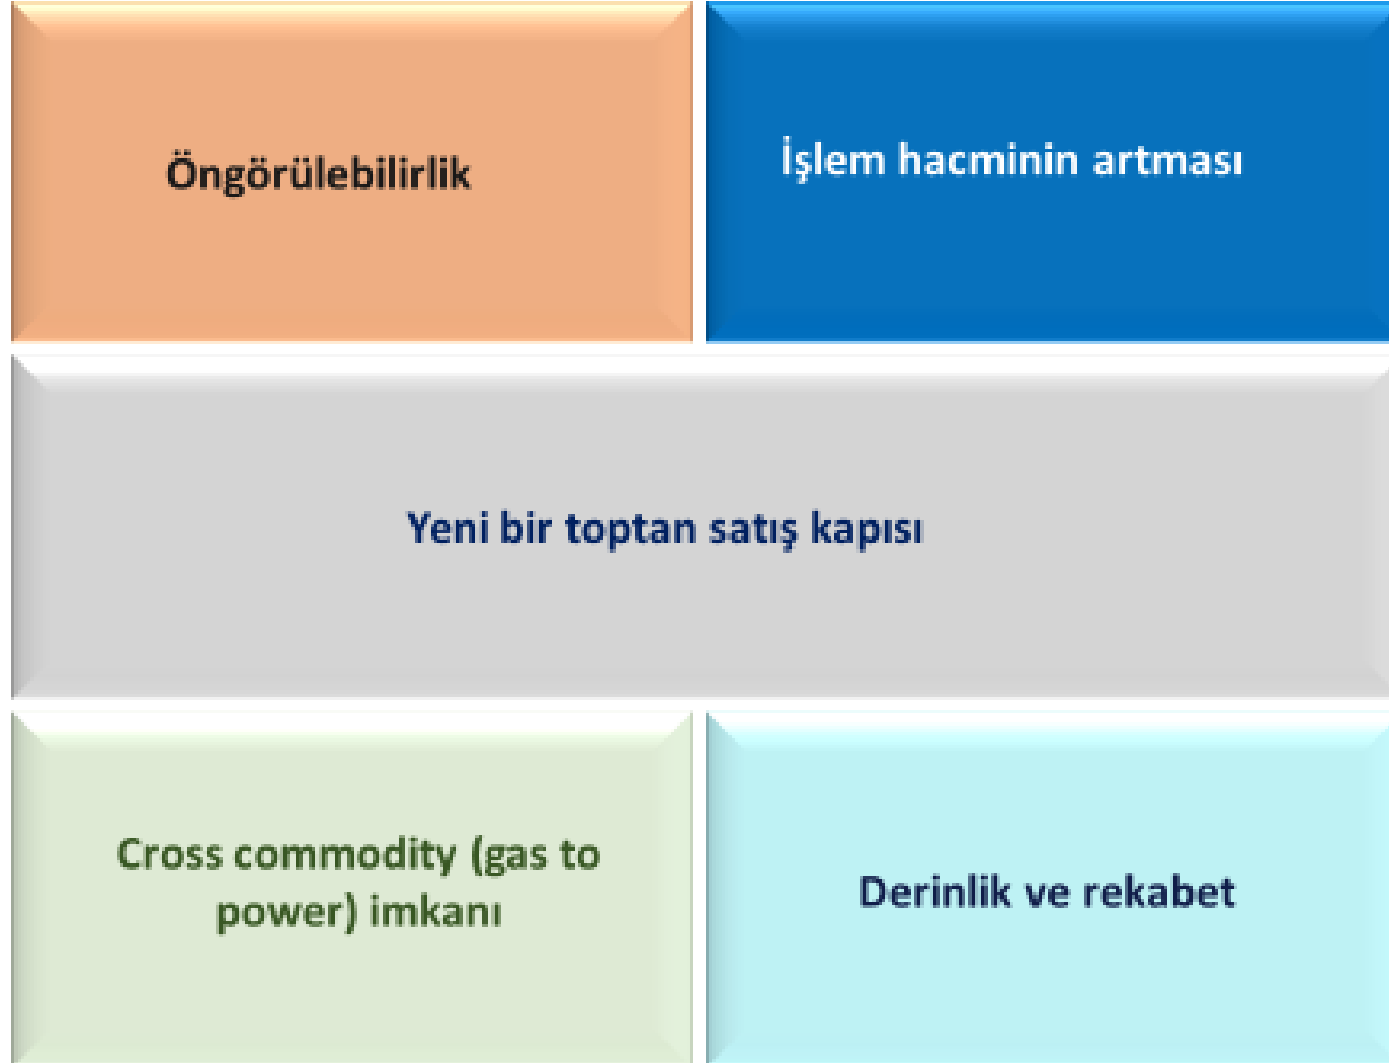 Öngörülebilirlik
İşlem hacminin artması
Yeni bir toptan satış kapısı
Cross commodity (gas to
power) imkanı
Derinlik ve rekabet